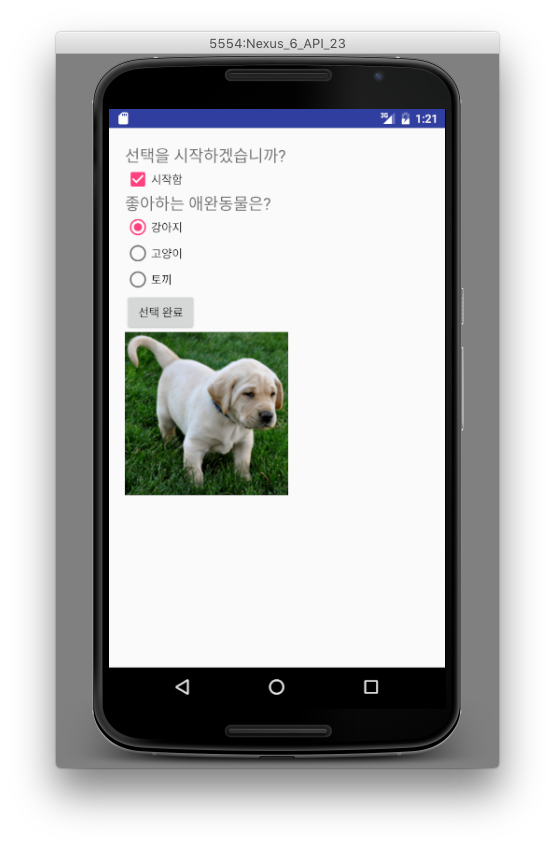 5554:Nexus_6_API_23
3G 1:21
선택을 시작하겠습니까?
시작함
좋아하는 애완동물은?
강아지
고양이
토끼
선택 완료